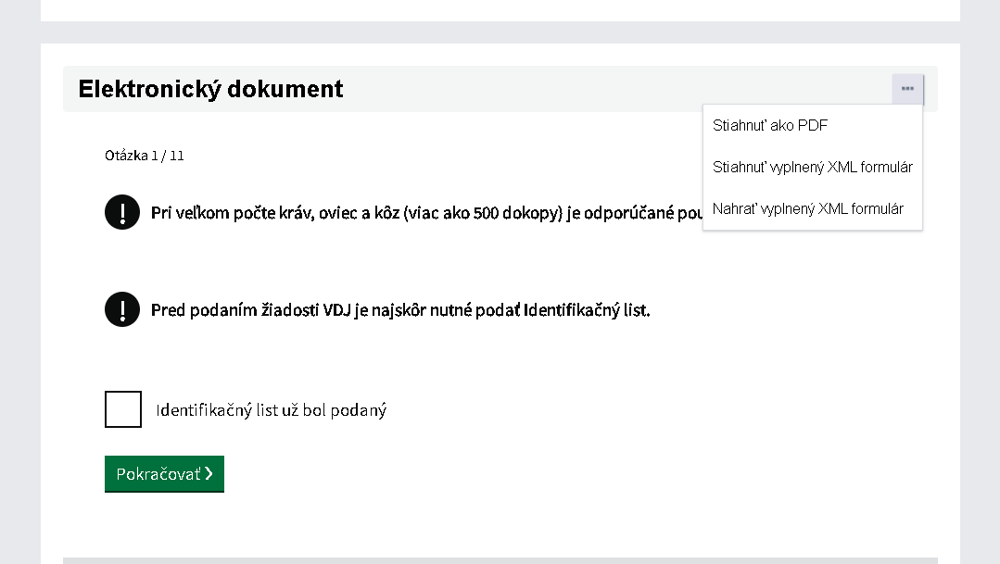 Elektronický dokument
Stiahnuť ako PDF
Otázka 1 / 11
Stiahnuť vyplnený XML formulár
Nahrať vyplnený XML formulár
Pri veľkom počte kráv, oviec a kôz (viac ako 500 dokopy) je odporúčané
Pred podaním žiadosti VDJ je najskôr nutné podať Identifikačný list.
Identifikačný list už bol podaný
Pokračovať